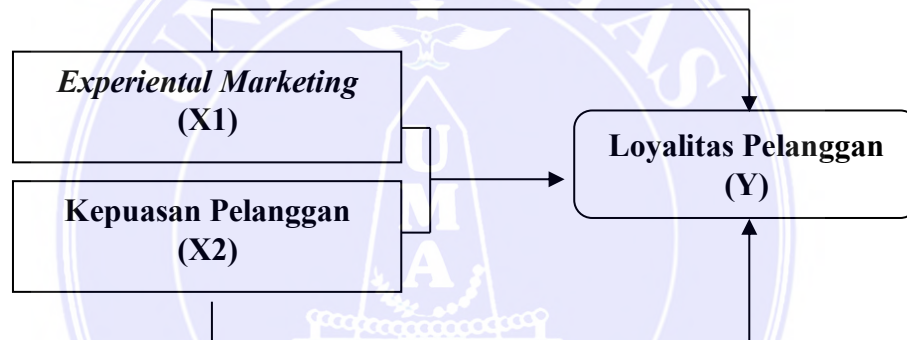 Experiental Marketing
(X1)
Kepuasan Pelanggan
(X2)
Loyalitas Pelanggan
(Y)
U
M
A